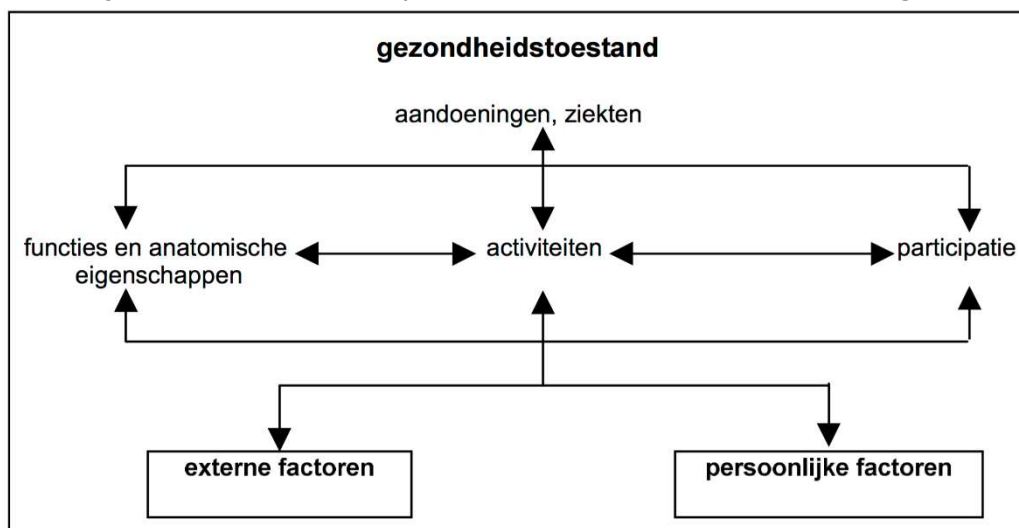 gezondheidstoestand
aandoeningen, ziekten
functies en anatomische
eigenschappen
activiteiten
participatie
externe factoren
persoonlijke factoren